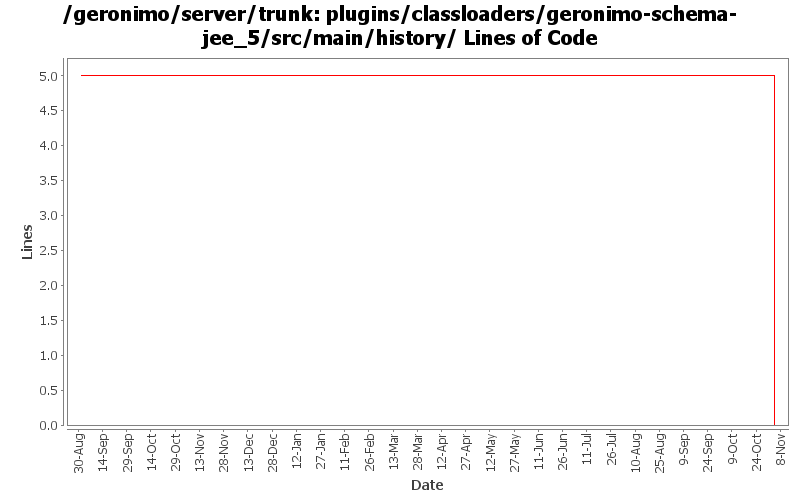 /geronimo/server/trunk: plugins/classloaders/geronimo-schema-
jee_5/src/main/history/ Lines of Code
5.0
4.5
4.0
3.5
3.0
2.5
2.0
1.5
1.0
0.5
0.0
Lines
30-Aug
14-Sep
29-Sep
14-Oct
29-Oct
13-Nov
28-Nov
13-Dec
28-Dec
12-Jan
27-Jan
11-Feb
26-Feb
13-Mar
28-Mar
12-Apr
27-Apr
12-May
27-May
11-Jun
26-Jun
11-Jul
26-Jul
10-Aug
25-Aug
9-Sep
24-Sep
9-Oct
24-Oct
8-Nov
Date